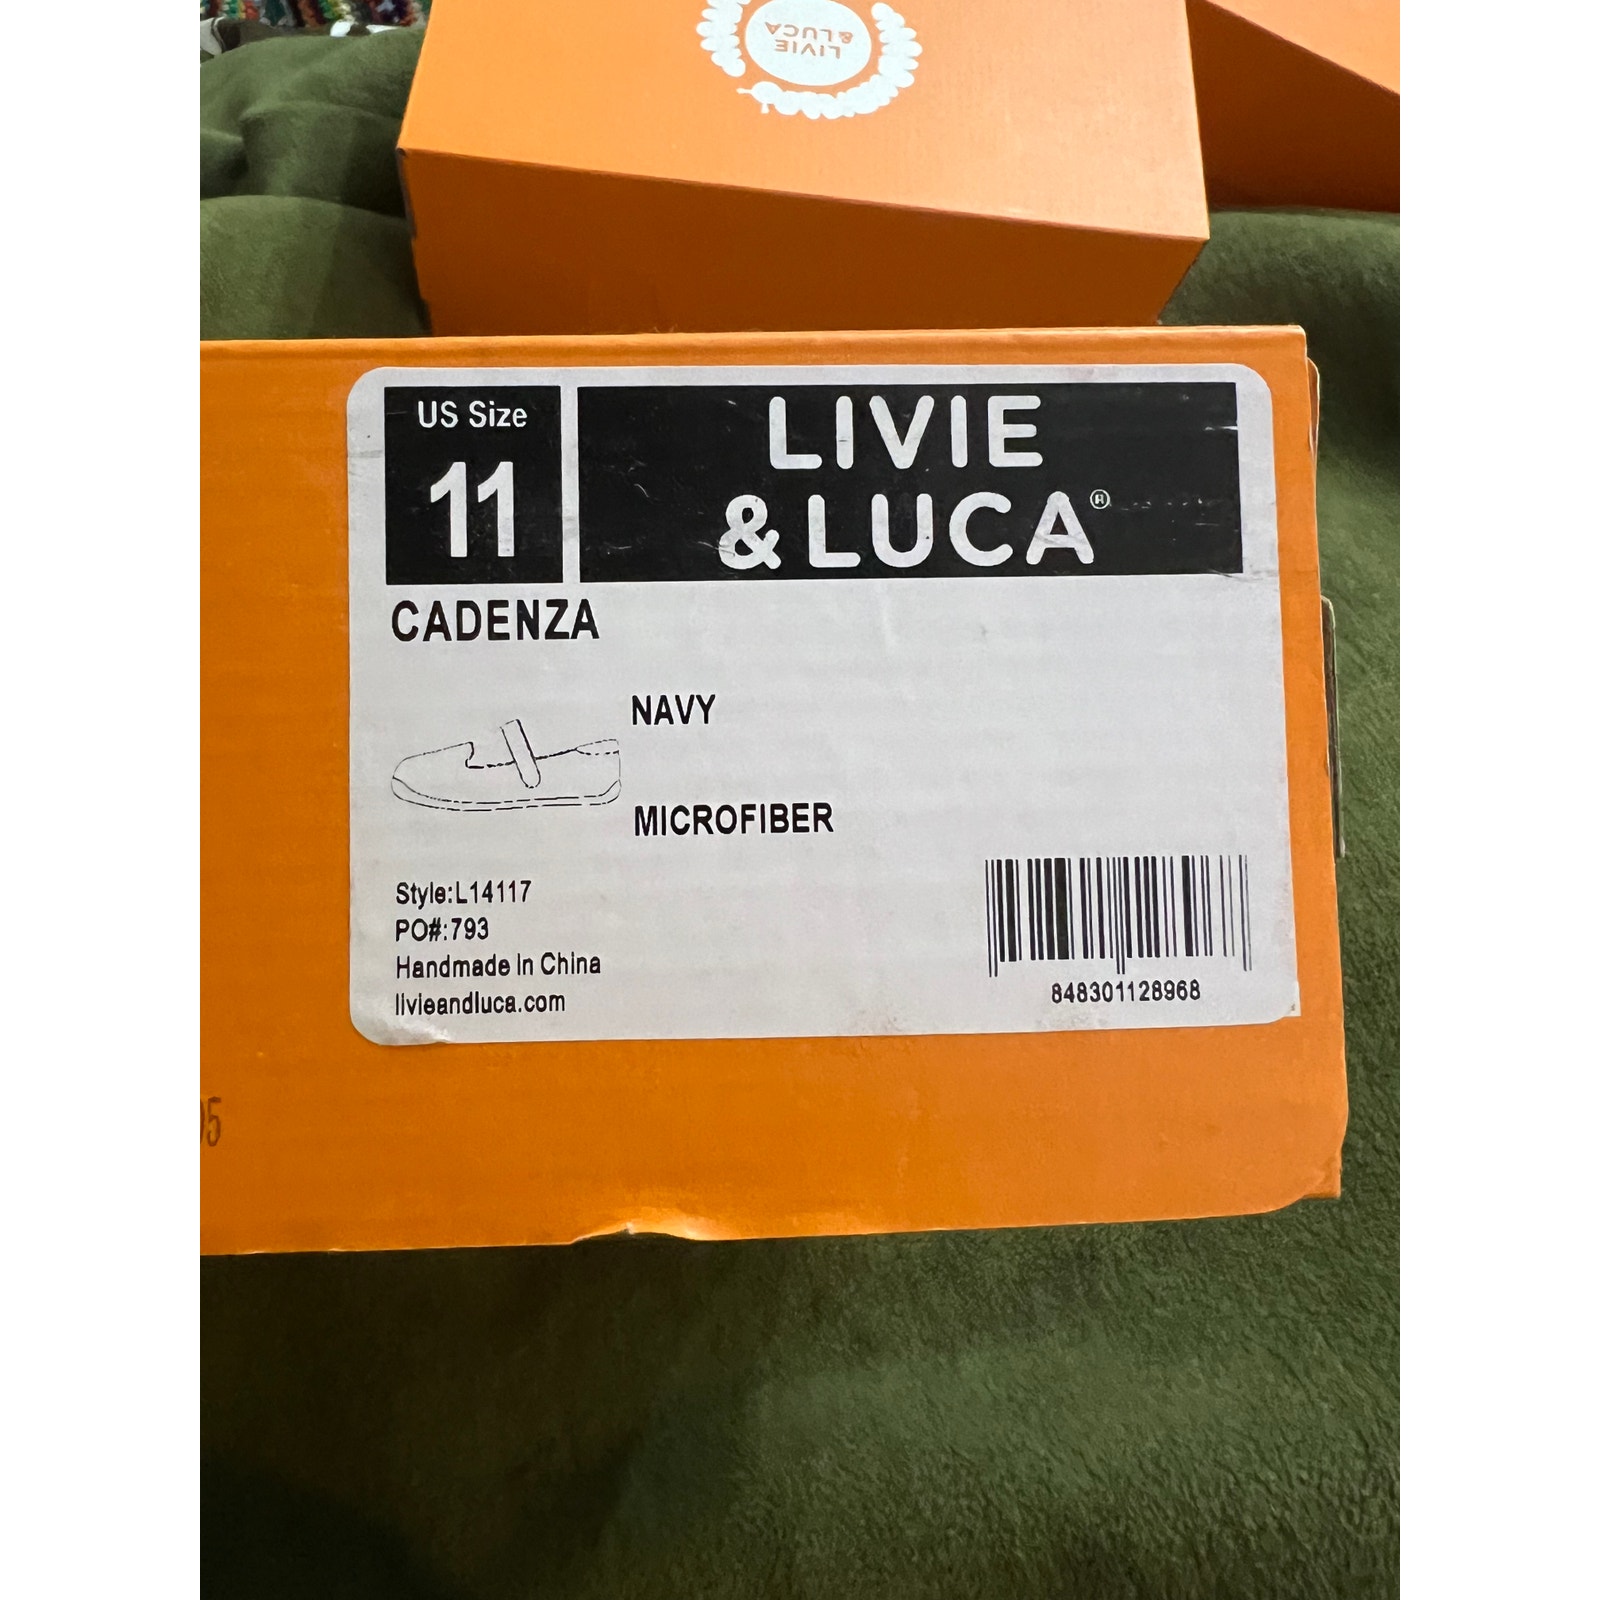 LIVIE
& LUCA
US Size
11
LIVIE
& LUCA®
CADENZA
NAVY
MICROFIBER
Style:L14117
PO#:793
Handmade In China
livieandluca.com
848301128968